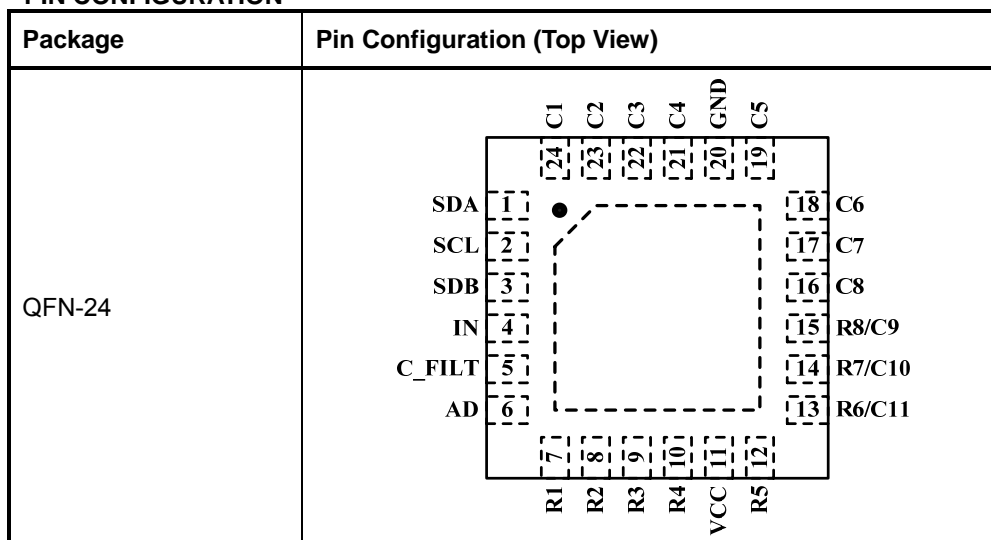 PIN CONFIGURATION
Package
Pin Configuration (Top View)
QFN-24
C1 C2 C3 C4 GND C5
24 23 22 21 20 19
SDA 1
SCL 2
SDB 3
IN 4
C_FILT 5
AD 6
18 C6
17 C7
16 C8
15 R8/C9
14 R7/C10
13 R6/C11
7 8 9 10 11 12
R1 R2 R3 R4 VCC R5